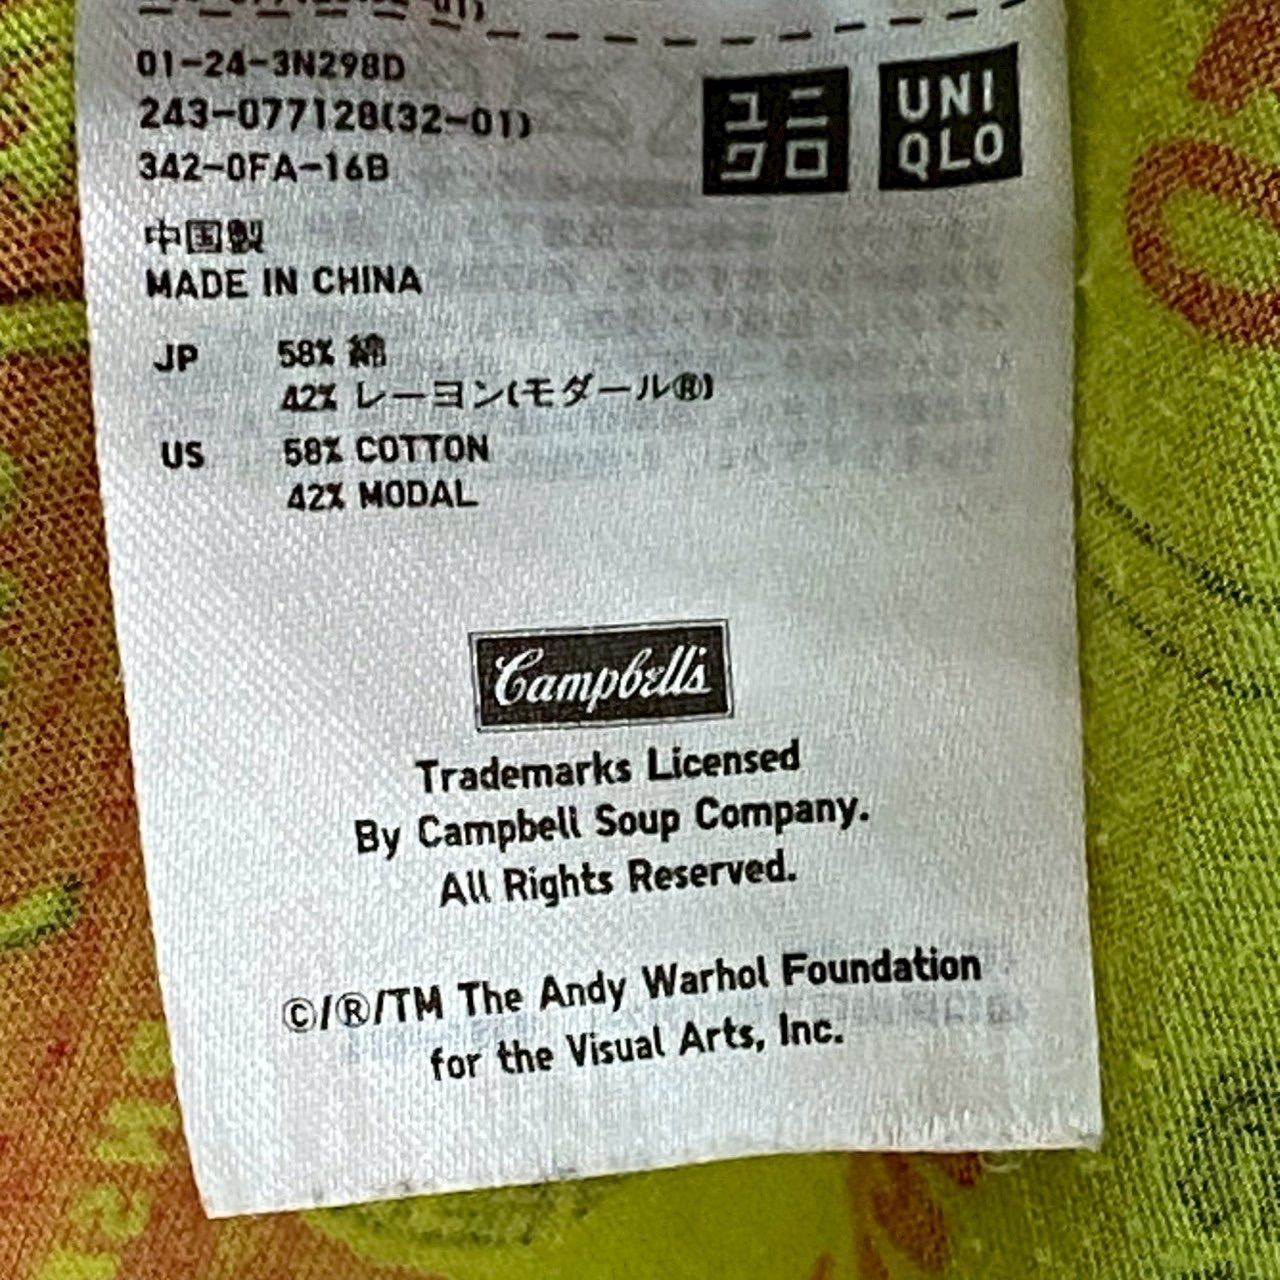 01-24-3N298D
243-077128(32-01)
342-0FA-16B
ユニ
クロ
UNI
QLO
中国製
MADE IN CHINA
JP 58% 綿
42% レーヨン(モダール®)
US 58% COTTON
42% MODAL
Campbell's
Trademarks Licensed
By Campbell Soup Company.
All Rights Reserved.
©/®/TM The Andy Warhol Foundation
for the Visual Arts, Inc.